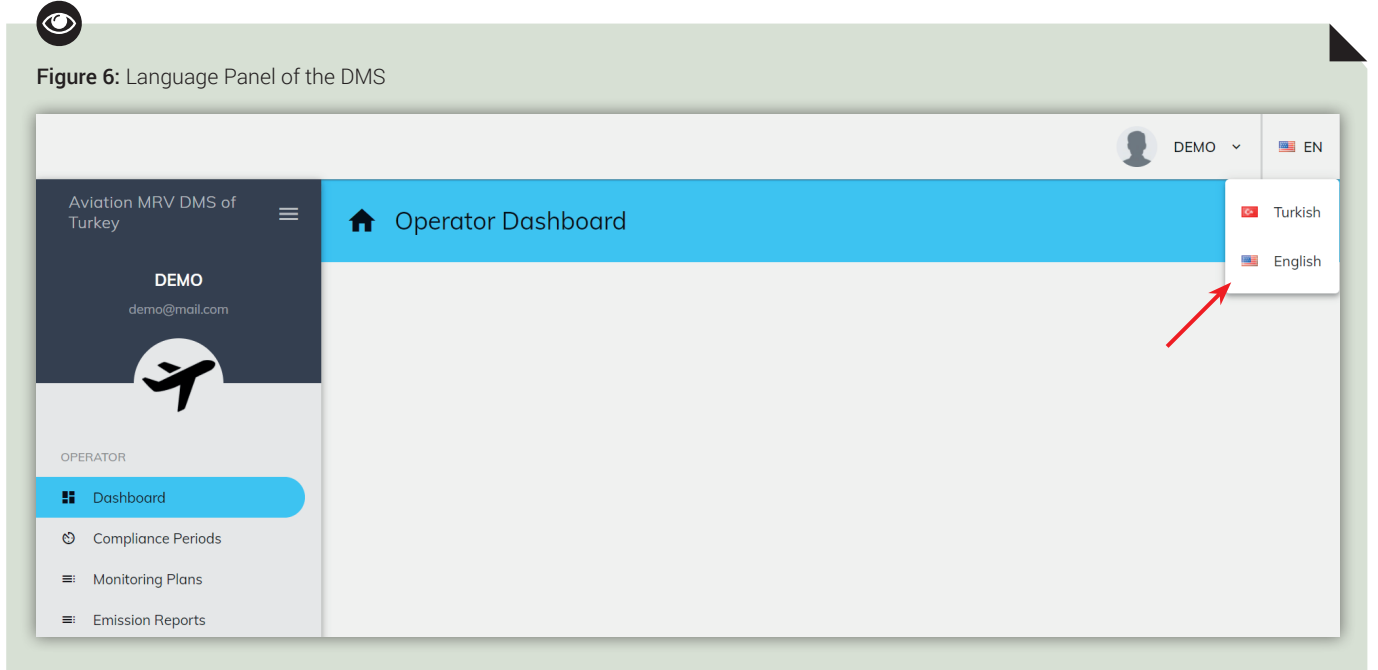 Figure 6: Language Panel of the DMS
DEMO
EN
Aviation MRV DMS of
Turkey
Operator Dashboard
Turkish
English
DEMO
demo@mail.com
OPERATOR
Dashboard
Compliance Periods
Monitoring Plans
Emission Reports